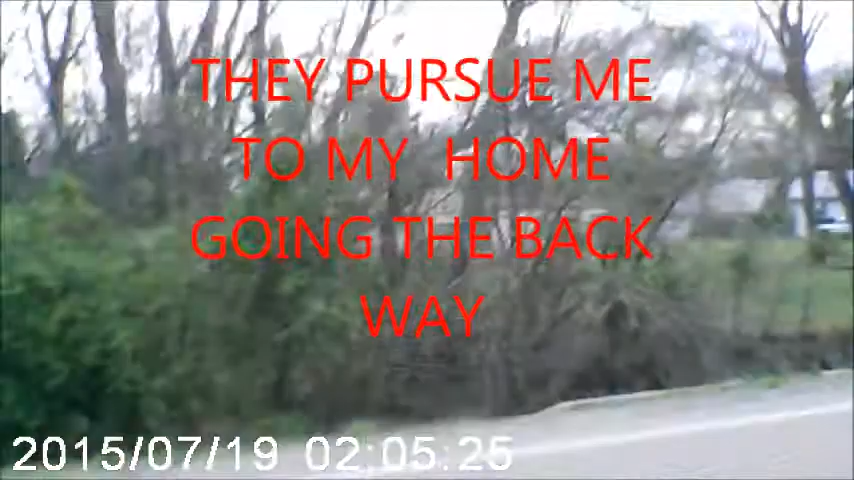 THEY PURSUE ME
TO MY HOME
GOING THE BACK
WAY
2015/07/19 02:05:25